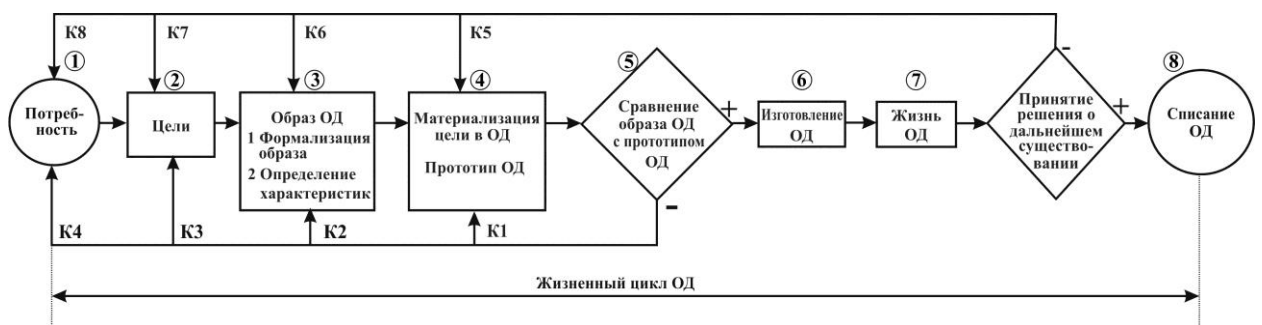 К8
К7
К6
К5
-
①
②
③
④
⑤
⑥
⑦
⑧
Потреб-
ность
Цели
Образ ОД
1 Формализация
образа
2 Определение
характеристик
Материализация
цели в ОД
Прототип ОД
Сравнение
образа ОД
с прототипом
ОД
+
-
Изготовление
ОД
Жизнь
ОД
Принятие
решения о
дальнейшем
существо-
вании
+
Списание
ОД
К4
К3
К2
К1
Жизненный цикл ОД